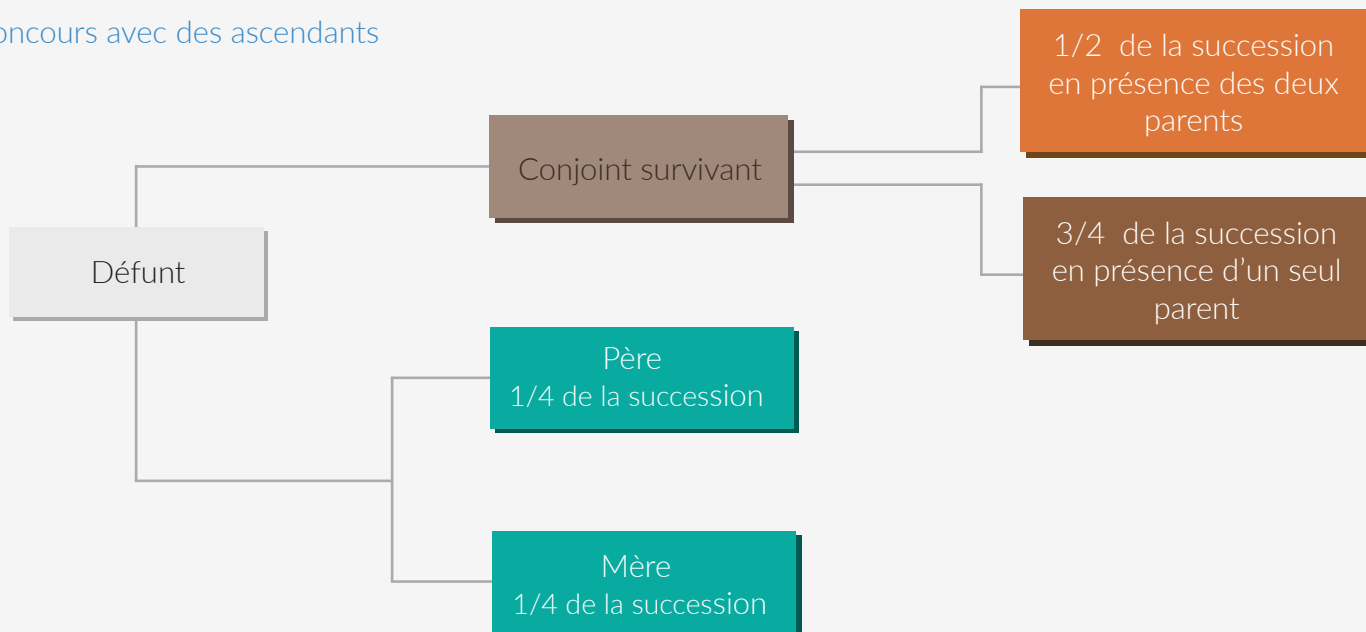 oncours avec des ascendants
1/2 de la succession
en présence des deux
parents
Conjoint survivant
3/4 de la succession
en présence d'un seul
parent
Défunt
Père
1/4 de la succession
Mère
1/4 de la succession